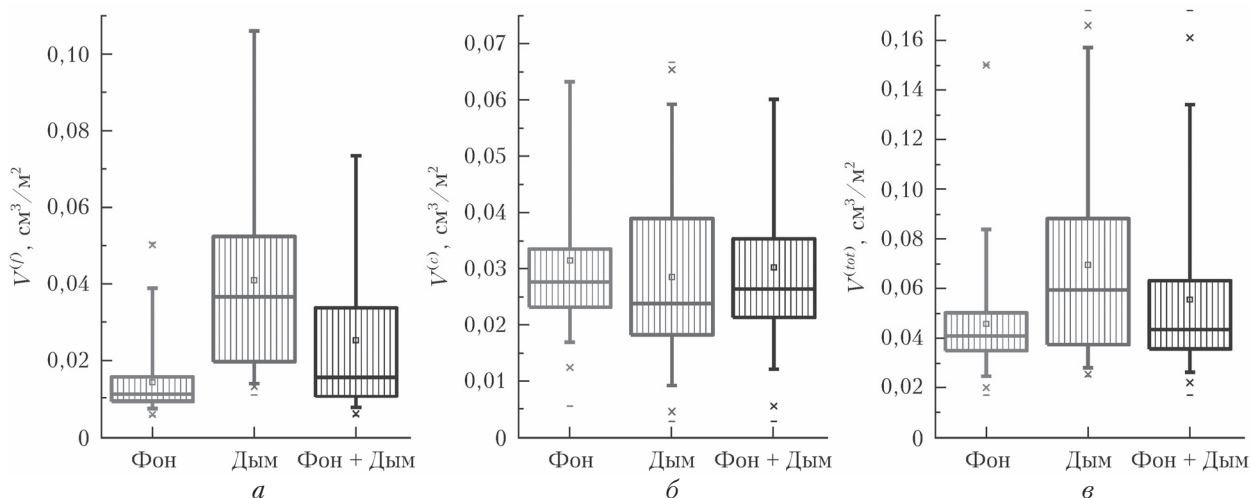 V(f), см³/м²
0,10
0,08
0,06
0,04
0,02
0
Фон Дым Фон + Дым
а
V(c), см³/м²
0,07
0,06
0,05
0,04
0,03
0,02
0,01
0
Фон Дым Фон + Дым
б
V(tot), см³/м²
0,16
0,14
0,12
0,10
0,08
0,06
0,04
0,02
0
Фон Дым Фон + Дым
в